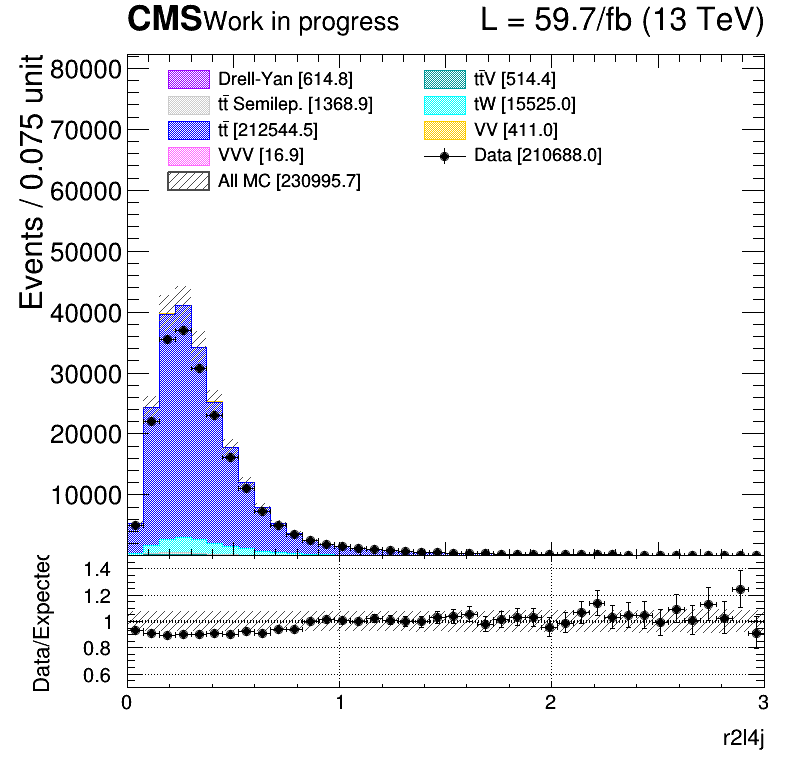 CMS Work in progress L = 59.7/fb (13 TeV)
Events / 0.075 unit
80000
70000
60000
50000
40000
30000
20000
10000
Drell-Yan [614.8]
tt̄ Semilep. [1368.9]
tt̄ [212544.5]
VVV [16.9]
All MC [230995.7]
tt̄V [514.4]
tW [15525.0]
VV [411.0]
Data [210688.0]
Data/Expected
1.4
1.2
1
0.8
0.6
0 1 2 3
r2l4j